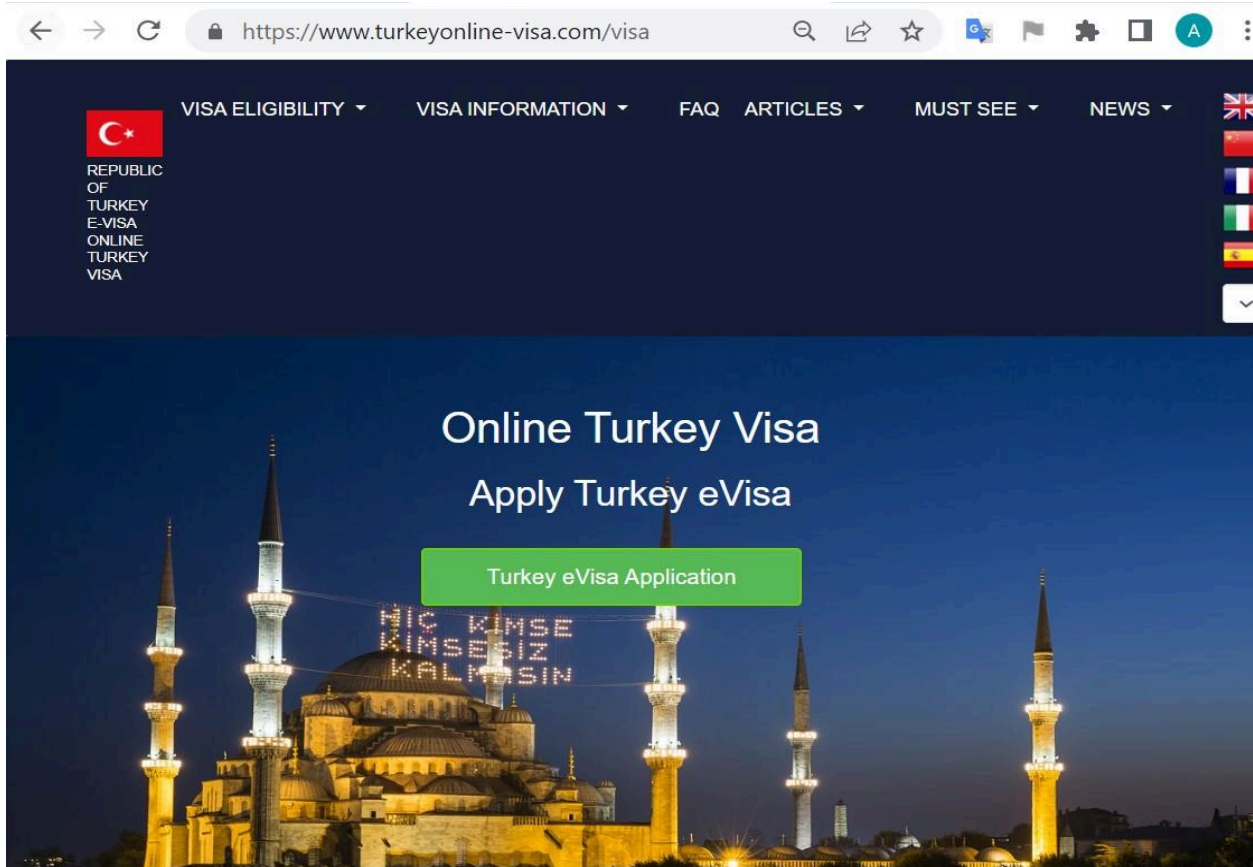 https://www.turkeyonline-visa.com/visa
A
VISA ELIGIBILITY
VISA INFORMATION
FAQ
ARTICLES
MUST SEE
NEWS
REPUBLIC
OF
TURKEY
E-VISA
ONLINE
TURKEY
VISA
Online Turkey Visa
Apply Turkey eVisa
Turkey eVisa Application
HİÇ KİMSE
KİMSESİZ
KALMASIN